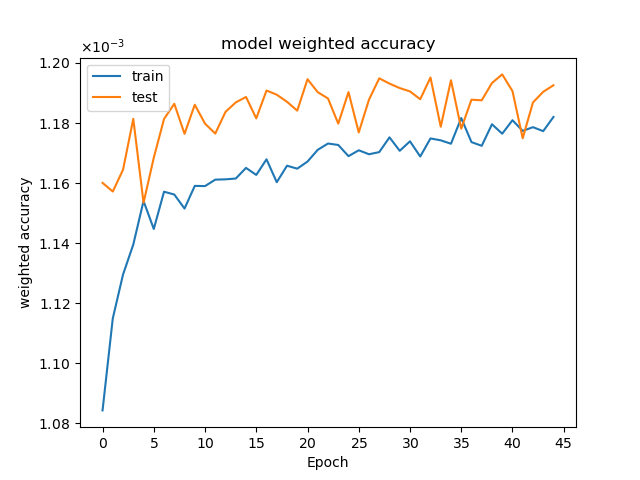 model weighted accuracy
×10⁻³
1.20
1.18
1.16
1.14
1.12
1.10
1.08
weighted accuracy
train
test
0 5 10 15 20 25 30 35 40 45
Epoch